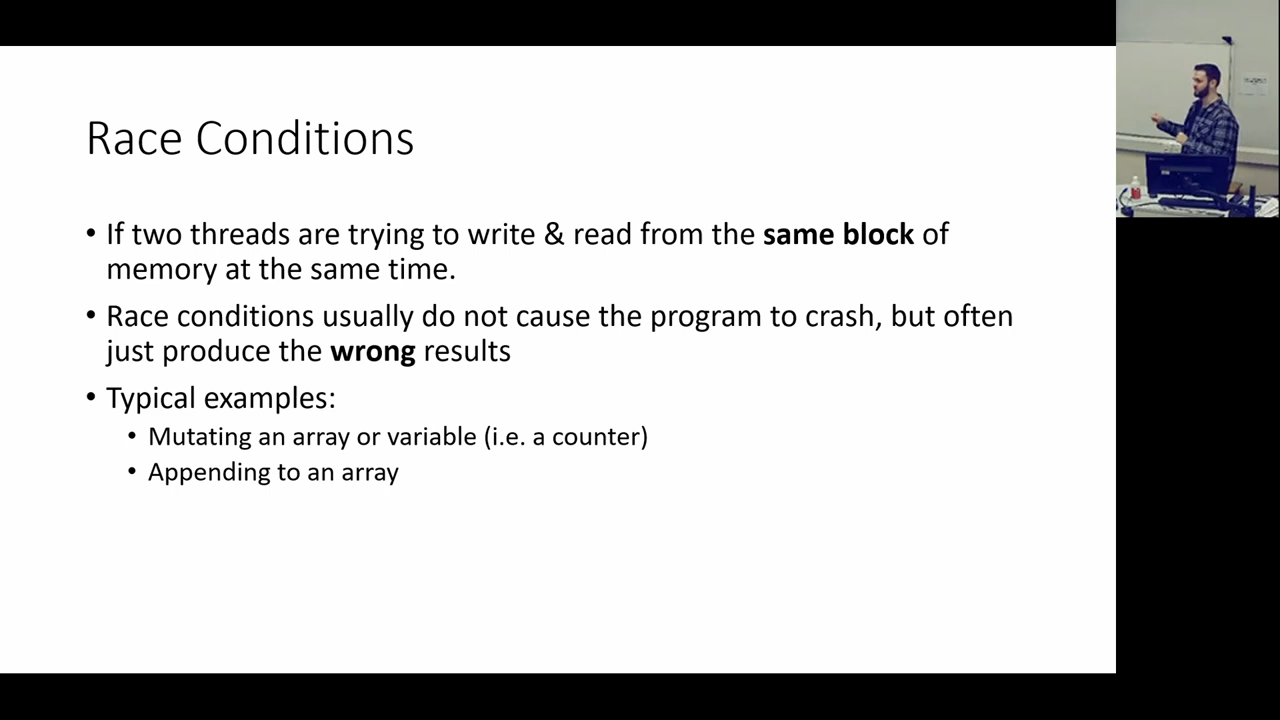 Race Conditions
• If two threads are trying to write & read from the same block of
memory at the same time.
• Race conditions usually do not cause the program to crash, but often
just produce the wrong results
• Typical examples:
• Mutating an array or variable (i.e. a counter)
• Appending to an array